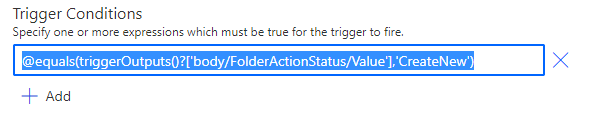 Trigger Conditions
Specify one or more expressions which must be true for the trigger to fire.
@equals(triggerOutputs()?['body/FolderActionStatus/Value'],'CreateNew')
Add